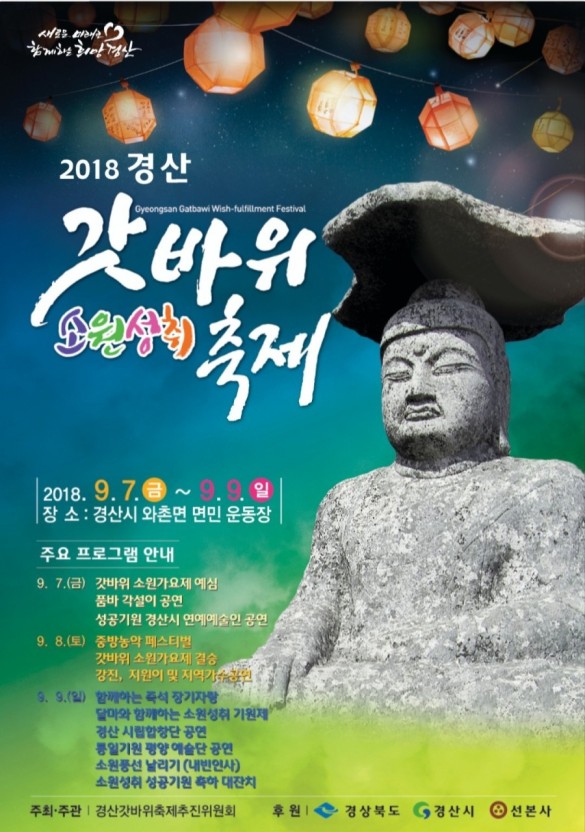 새로운 미래로
함께하는 희망경산
2018 경산
Gyeongsan Gatbawi Wish-fulfillment Festival
갓바위
소원성취 축제
2018. 9. 7. 금 ~ 9. 9. 일
장 소 : 경산시 와촌면 면민 운동장
주요 프로그램 안내
9. 7.(금) 갓바위 소원가요제 예심
품바 각설이 공연
성공기원 경산시 연예예술인 공연
9. 8.(토) 중방농악 페스티벌
갓바위 소원가요제 결승
강진, 지원이 및 지역가수공연
9. 9.(일) 함께하는 즉석 장기자랑
달마와 함께하는 소원성취 기원제
경산 시립합창단 공연
통일기원 평양 예술단 공연
소원풍선 날리기 (내빈인사)
소원성취 성공기원 축하 대잔치
주최·주관 | 경산갓바위축제추진위원회 후 원 | 경상북도 경산시 선본사